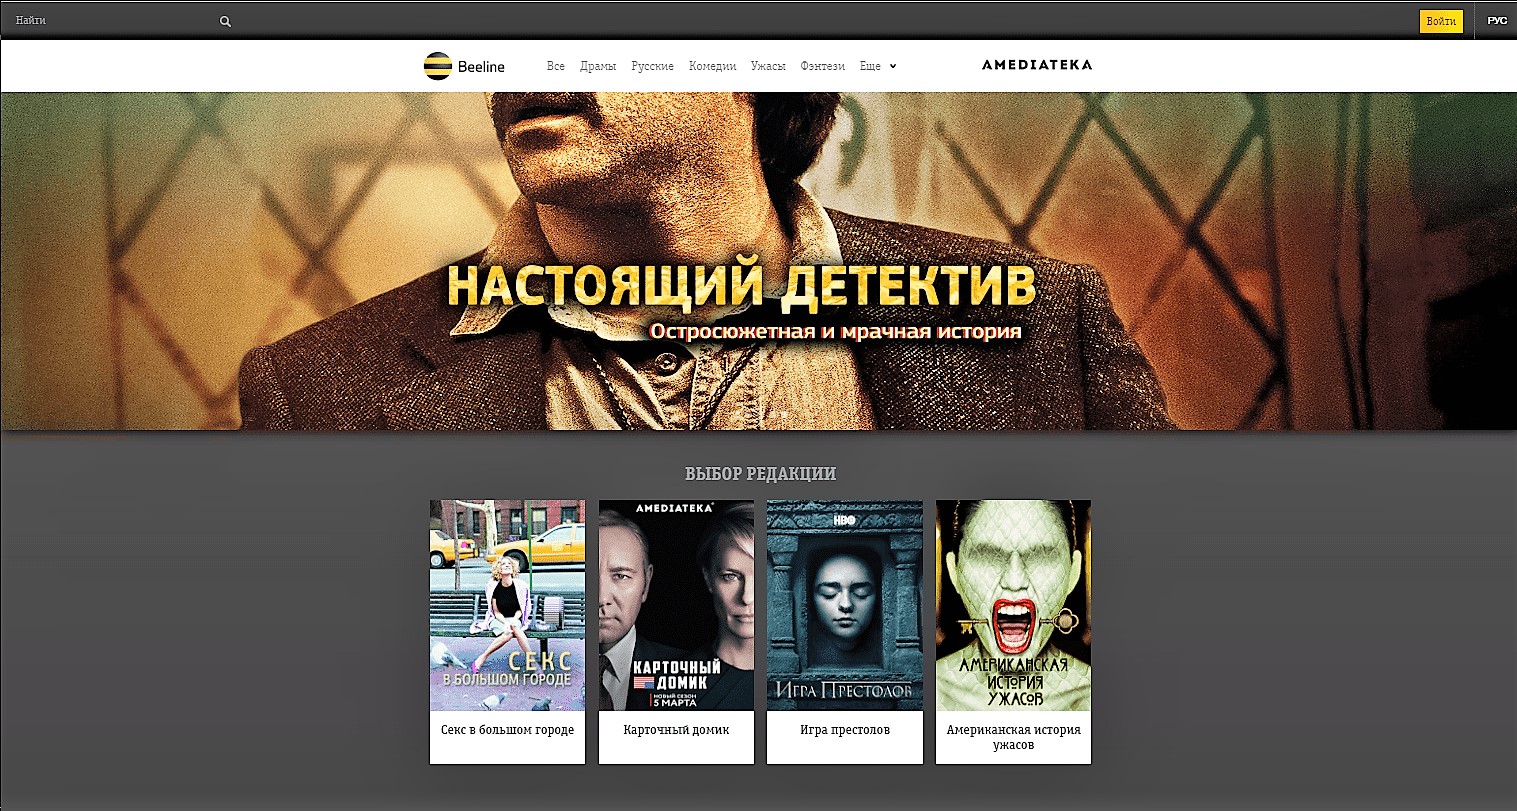 Найти
Войти
РУС
Beeline
Все Драмы Русские Комедии Ужасы Фэнтези Еще
AMEDIATEKA
НАСТОЯЩИЙ ДЕТЕКТИВ
Остросюжетная и мрачная история
ВЫБОР РЕДАКЦИИ
СЕКС
В БОЛЬШОМ ГОРОДЕ
Секс в большом городе
AMEDIATEKA
КАРТОЧНЫЙ
ДОМИК
НОВЫЙ СЕЗОН
5 МАРТА
Карточный домик
HBO
ИГРА ПРЕСТОЛОВ
Игра престолов
АМЕРИКАНСКАЯ
ИСТОРИЯ
УЖАСОВ
Американская история
ужасов